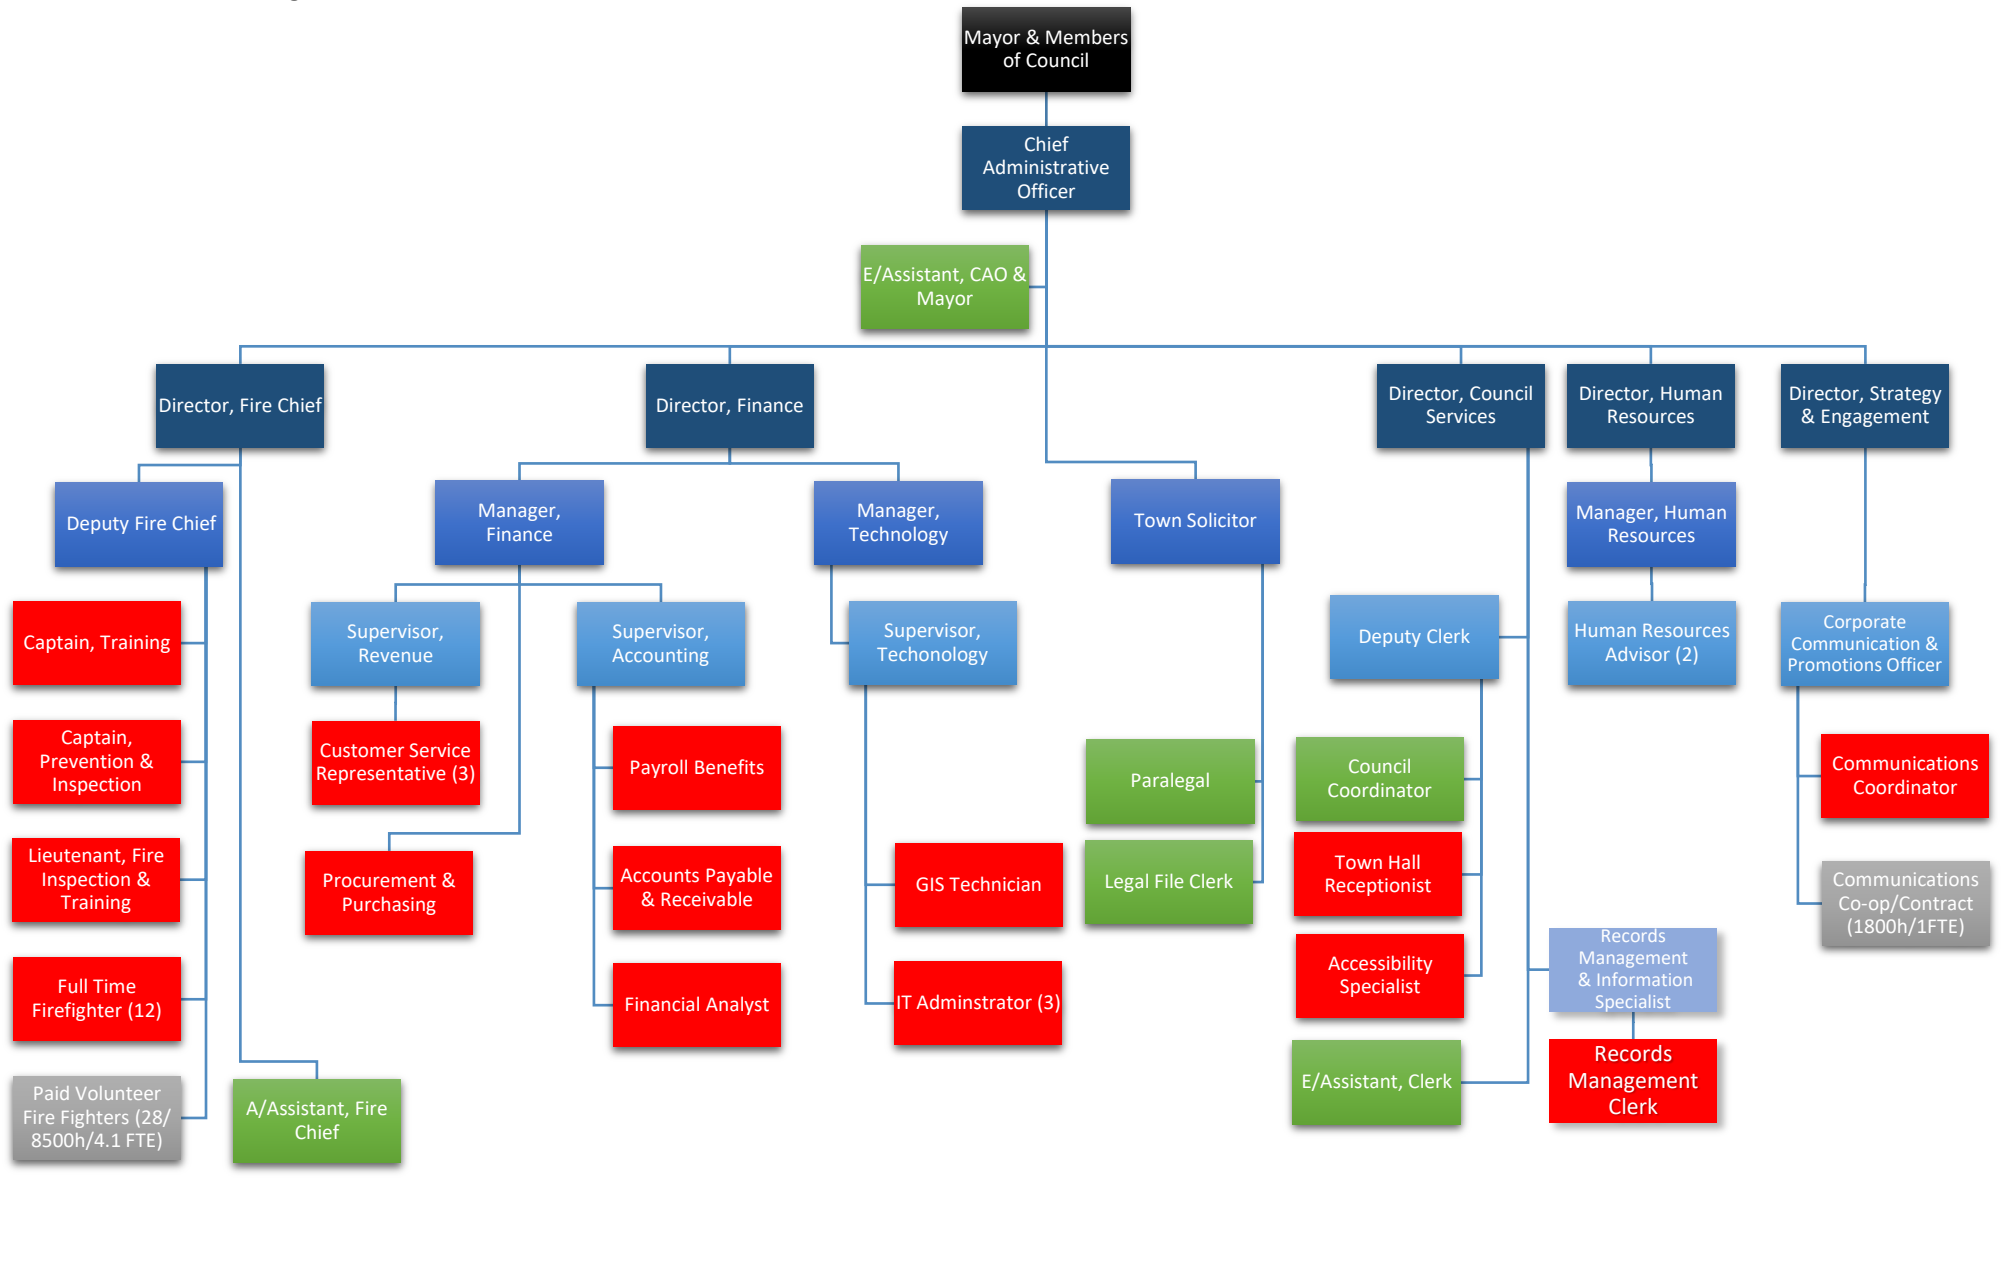 Mayor & Members
of Council
Chief
Administrative
Officer
E/Assistant, CAO &
Mayor
Director, Fire Chief
Director, Finance
Director, Council
Services
Director, Human
Resources
Director, Strategy
& Engagement
Deputy Fire Chief
Manager,
Finance
Manager,
Technology
Town Solicitor
Manager, Human
Resources
Captain, Training
Supervisor,
Revenue
Supervisor,
Accounting
Supervisor,
Techonology
Deputy Clerk
Human Resources
Advisor (2)
Corporate
Communication &
Promotions Officer
Captain,
Prevention &
Inspection
Customer Service
Representative (3)
Payroll Benefits
Paralegal
Council
Coordinator
Communications
Coordinator
Lieutenant, Fire
Inspection &
Training
Procurement &
Purchasing
Accounts Payable
& Receivable
GIS Technician
Legal File Clerk
Town Hall
Receptionist
Communications
Co-op/Contract
(1800h/1FTE)
Full Time
Firefighter (12)
Financial Analyst
IT Adminstrator (3)
Accessibility
Specialist
Records
Management
& Information
Specialist
Paid Volunteer
Fire Fighters (28/
8500h/4.1 FTE)
A/Assistant, Fire
Chief
E/Assistant, Clerk
Records
Management
Clerk